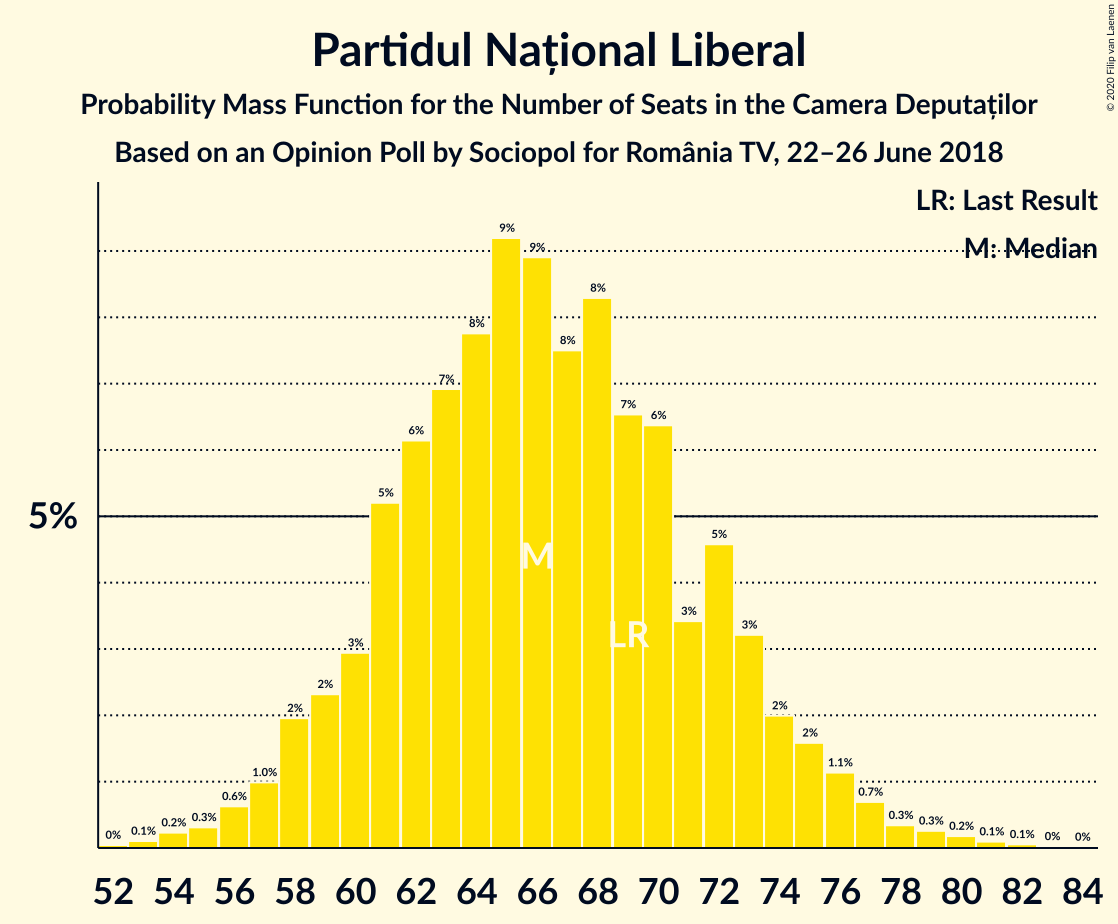 Partidul Național Liberal
Probability Mass Function for the Number of Seats in the Camera Deputaților
Based on an Opinion Poll by Sociopol for România TV, 22–26 June 2018
© 2020 Filip van Laenen
LR: Last Result
M: Median
5%
0% 0.1% 0.2% 0.3% 0.6% 1.0% 2% 2% 3% 5% 6% 7% 8% 9% 9% 8% 8% 7% 6% 3% 5% 3% 2% 2% 1.1% 0.7% 0.3% 0.3% 0.2% 0.1% 0.1% 0% 0%
M
LR
52 54 56 58 60 62 64 66 68 70 72 74 76 78 80 82 84